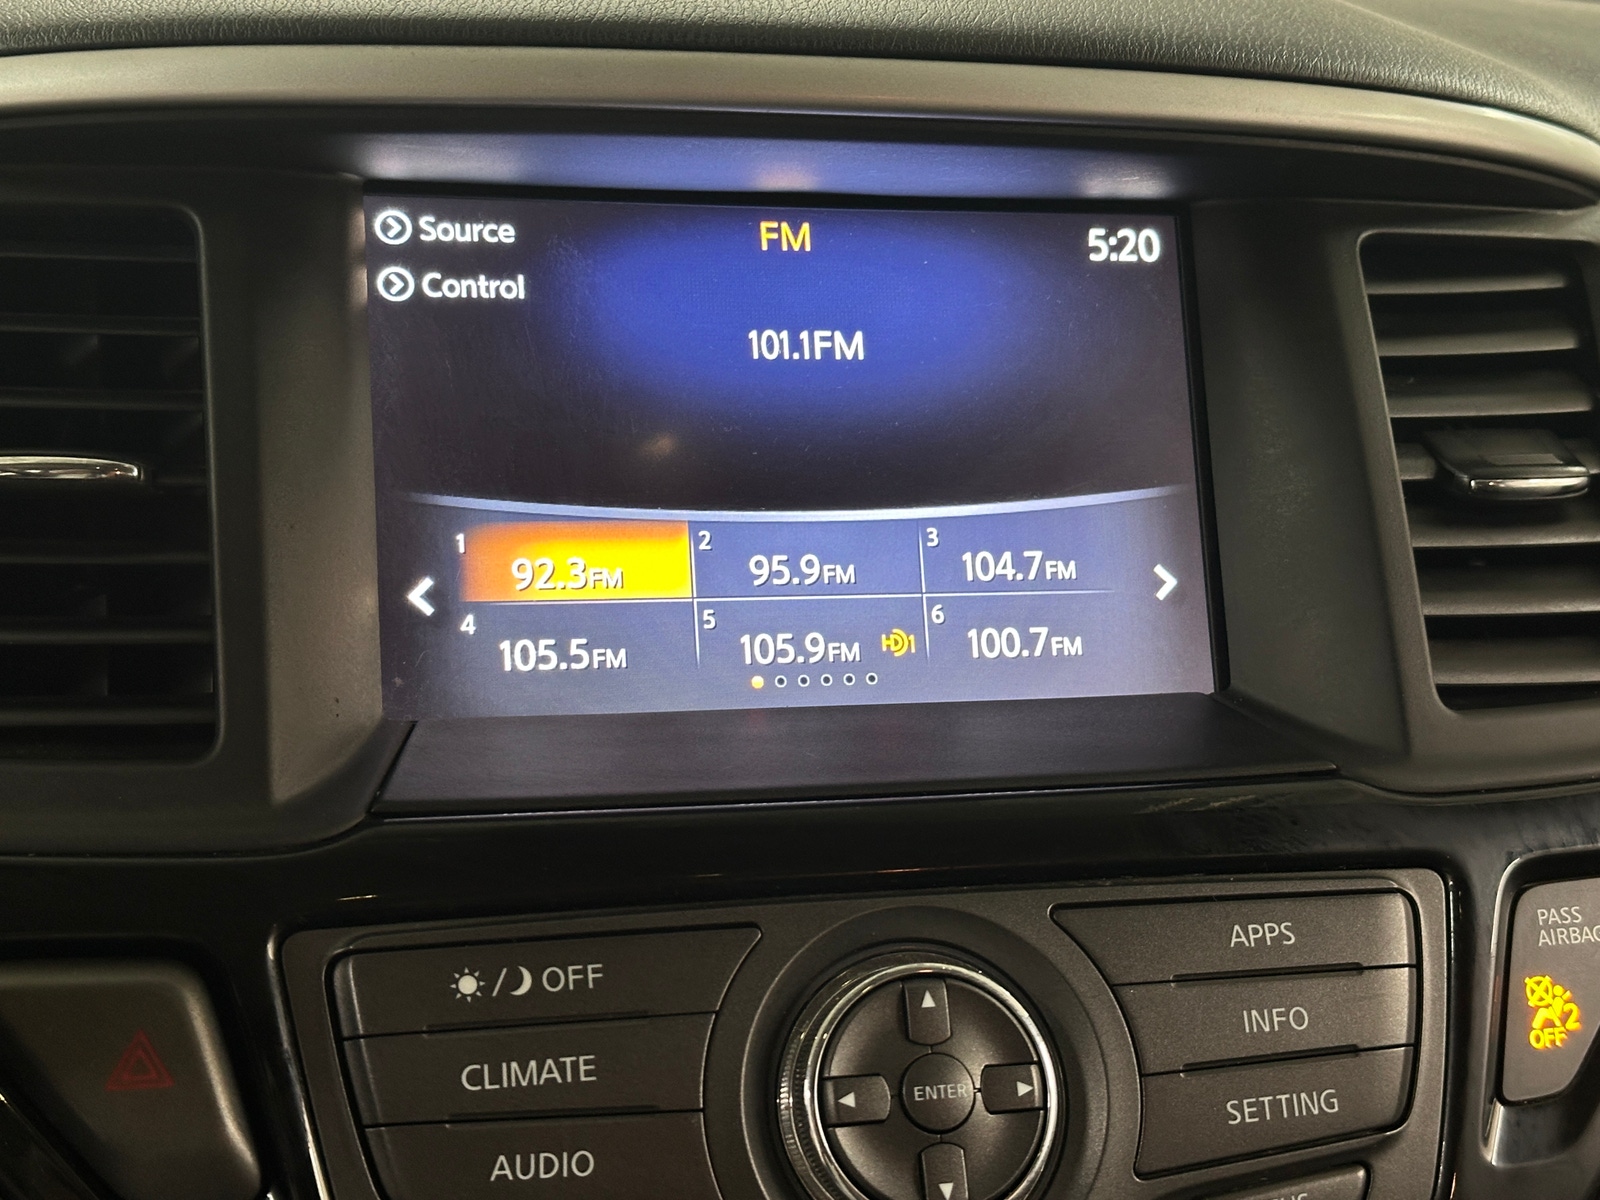 Source
FM
5:20
Control
101.1FM
1
92.3FM
2
95.9FM
3
104.7FM
4
105.5FM
5
105.9FM HD1
6
100.7FM
PASS
AIRBAG
2
OFF
/ OFF
CLIMATE
AUDIO
ENTER
APPS
INFO
SETTING